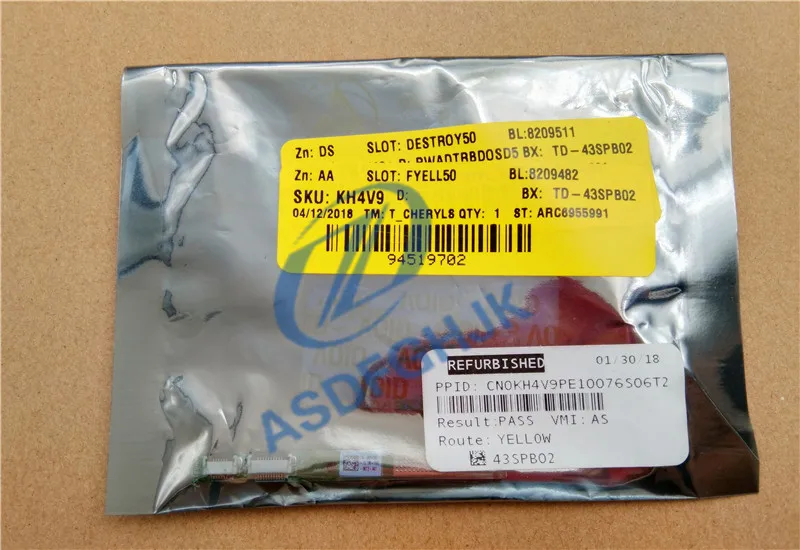 Zn: DS SLOT: DESTROY50 BL:8209511
BX: TD-43SPB02
Zn: AA SLOT: FYELL50 BL:8209482
SKU: KH4V9 D: BX: TD-43SPB02
04/12/2018 TM: T_CHERYLS QTY: 1 ST: ARC6955991
94519702
ASDFGHJK
REFURBISHED 01/30/18
PPID: CN0KH4V9PE10076S06T2
Result:PASS VMI:AS
Route: YELLOW
43SPB02